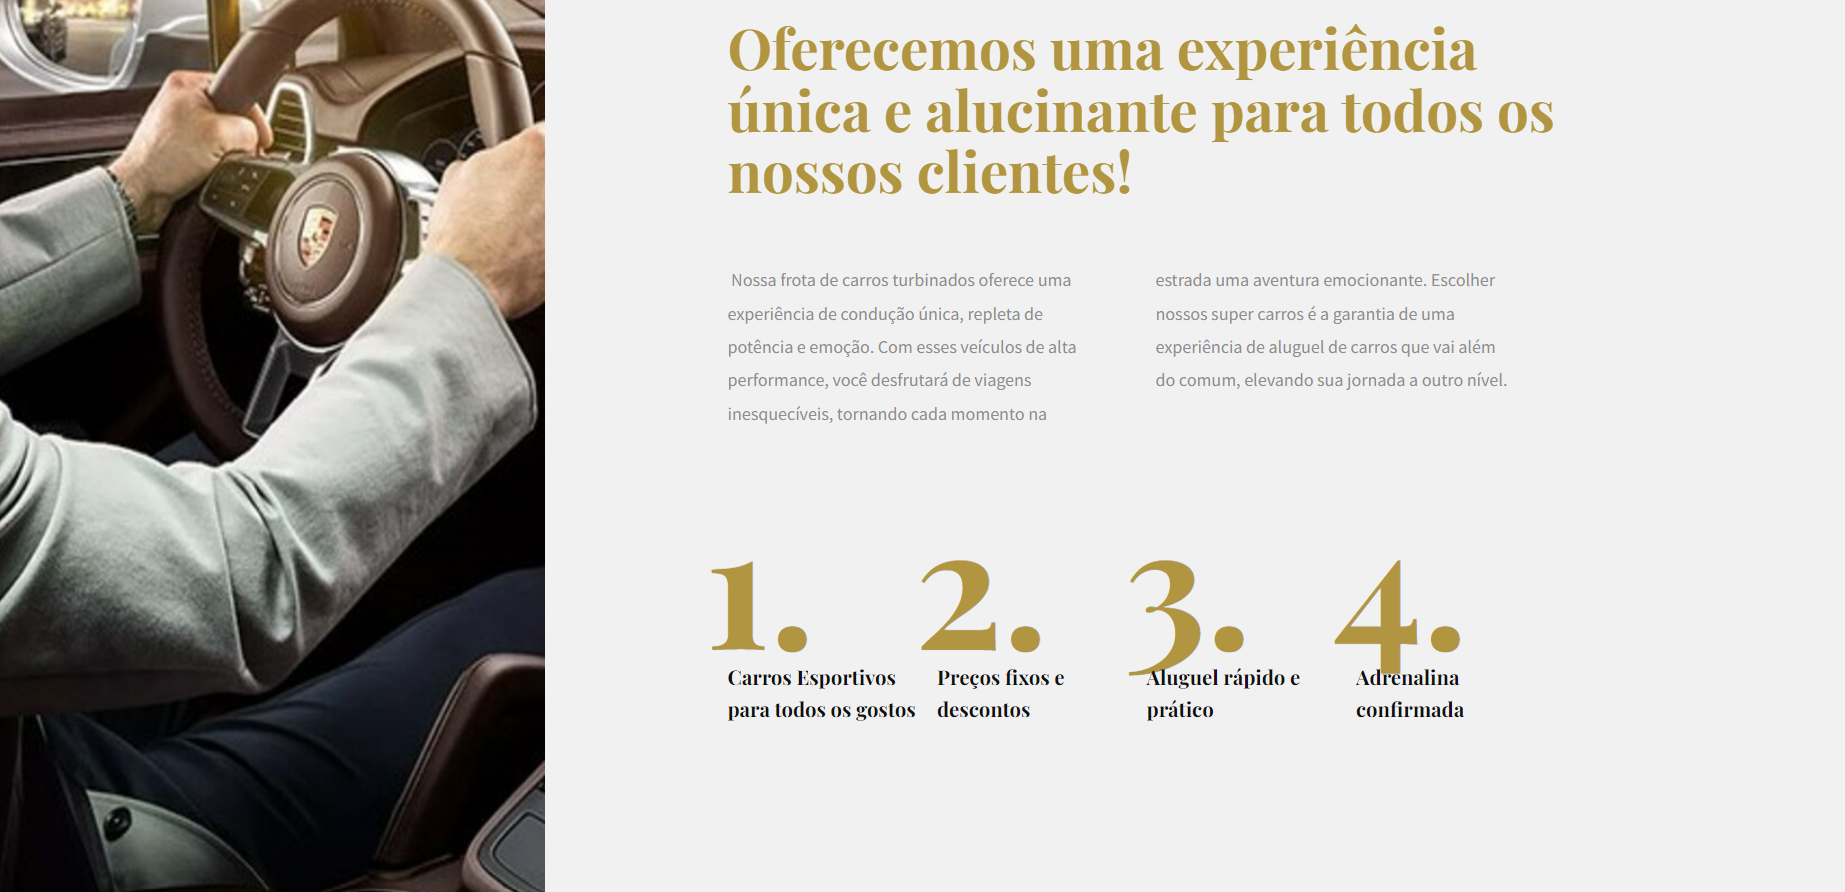 Oferecemos uma experiência
única e alucinante para todos os
nossos clientes!
Nossa frota de carros turbinados oferece uma
experiência de condução única, repleta de
potência e emoção. Com esses veículos de alta
performance, você desfrutará de viagens
inesquecíveis, tornando cada momento na
estrada uma aventura emocionante. Escolher
nossos super carros é a garantia de uma
experiência de aluguel de carros que vai além
do comum, elevando sua jornada a outro nível.
1.
Carros Esportivos
para todos os gostos
2.
Preços fixos e
descontos
3.
Aluguel rápido e
prático
4.
Adrenalina
confirmada